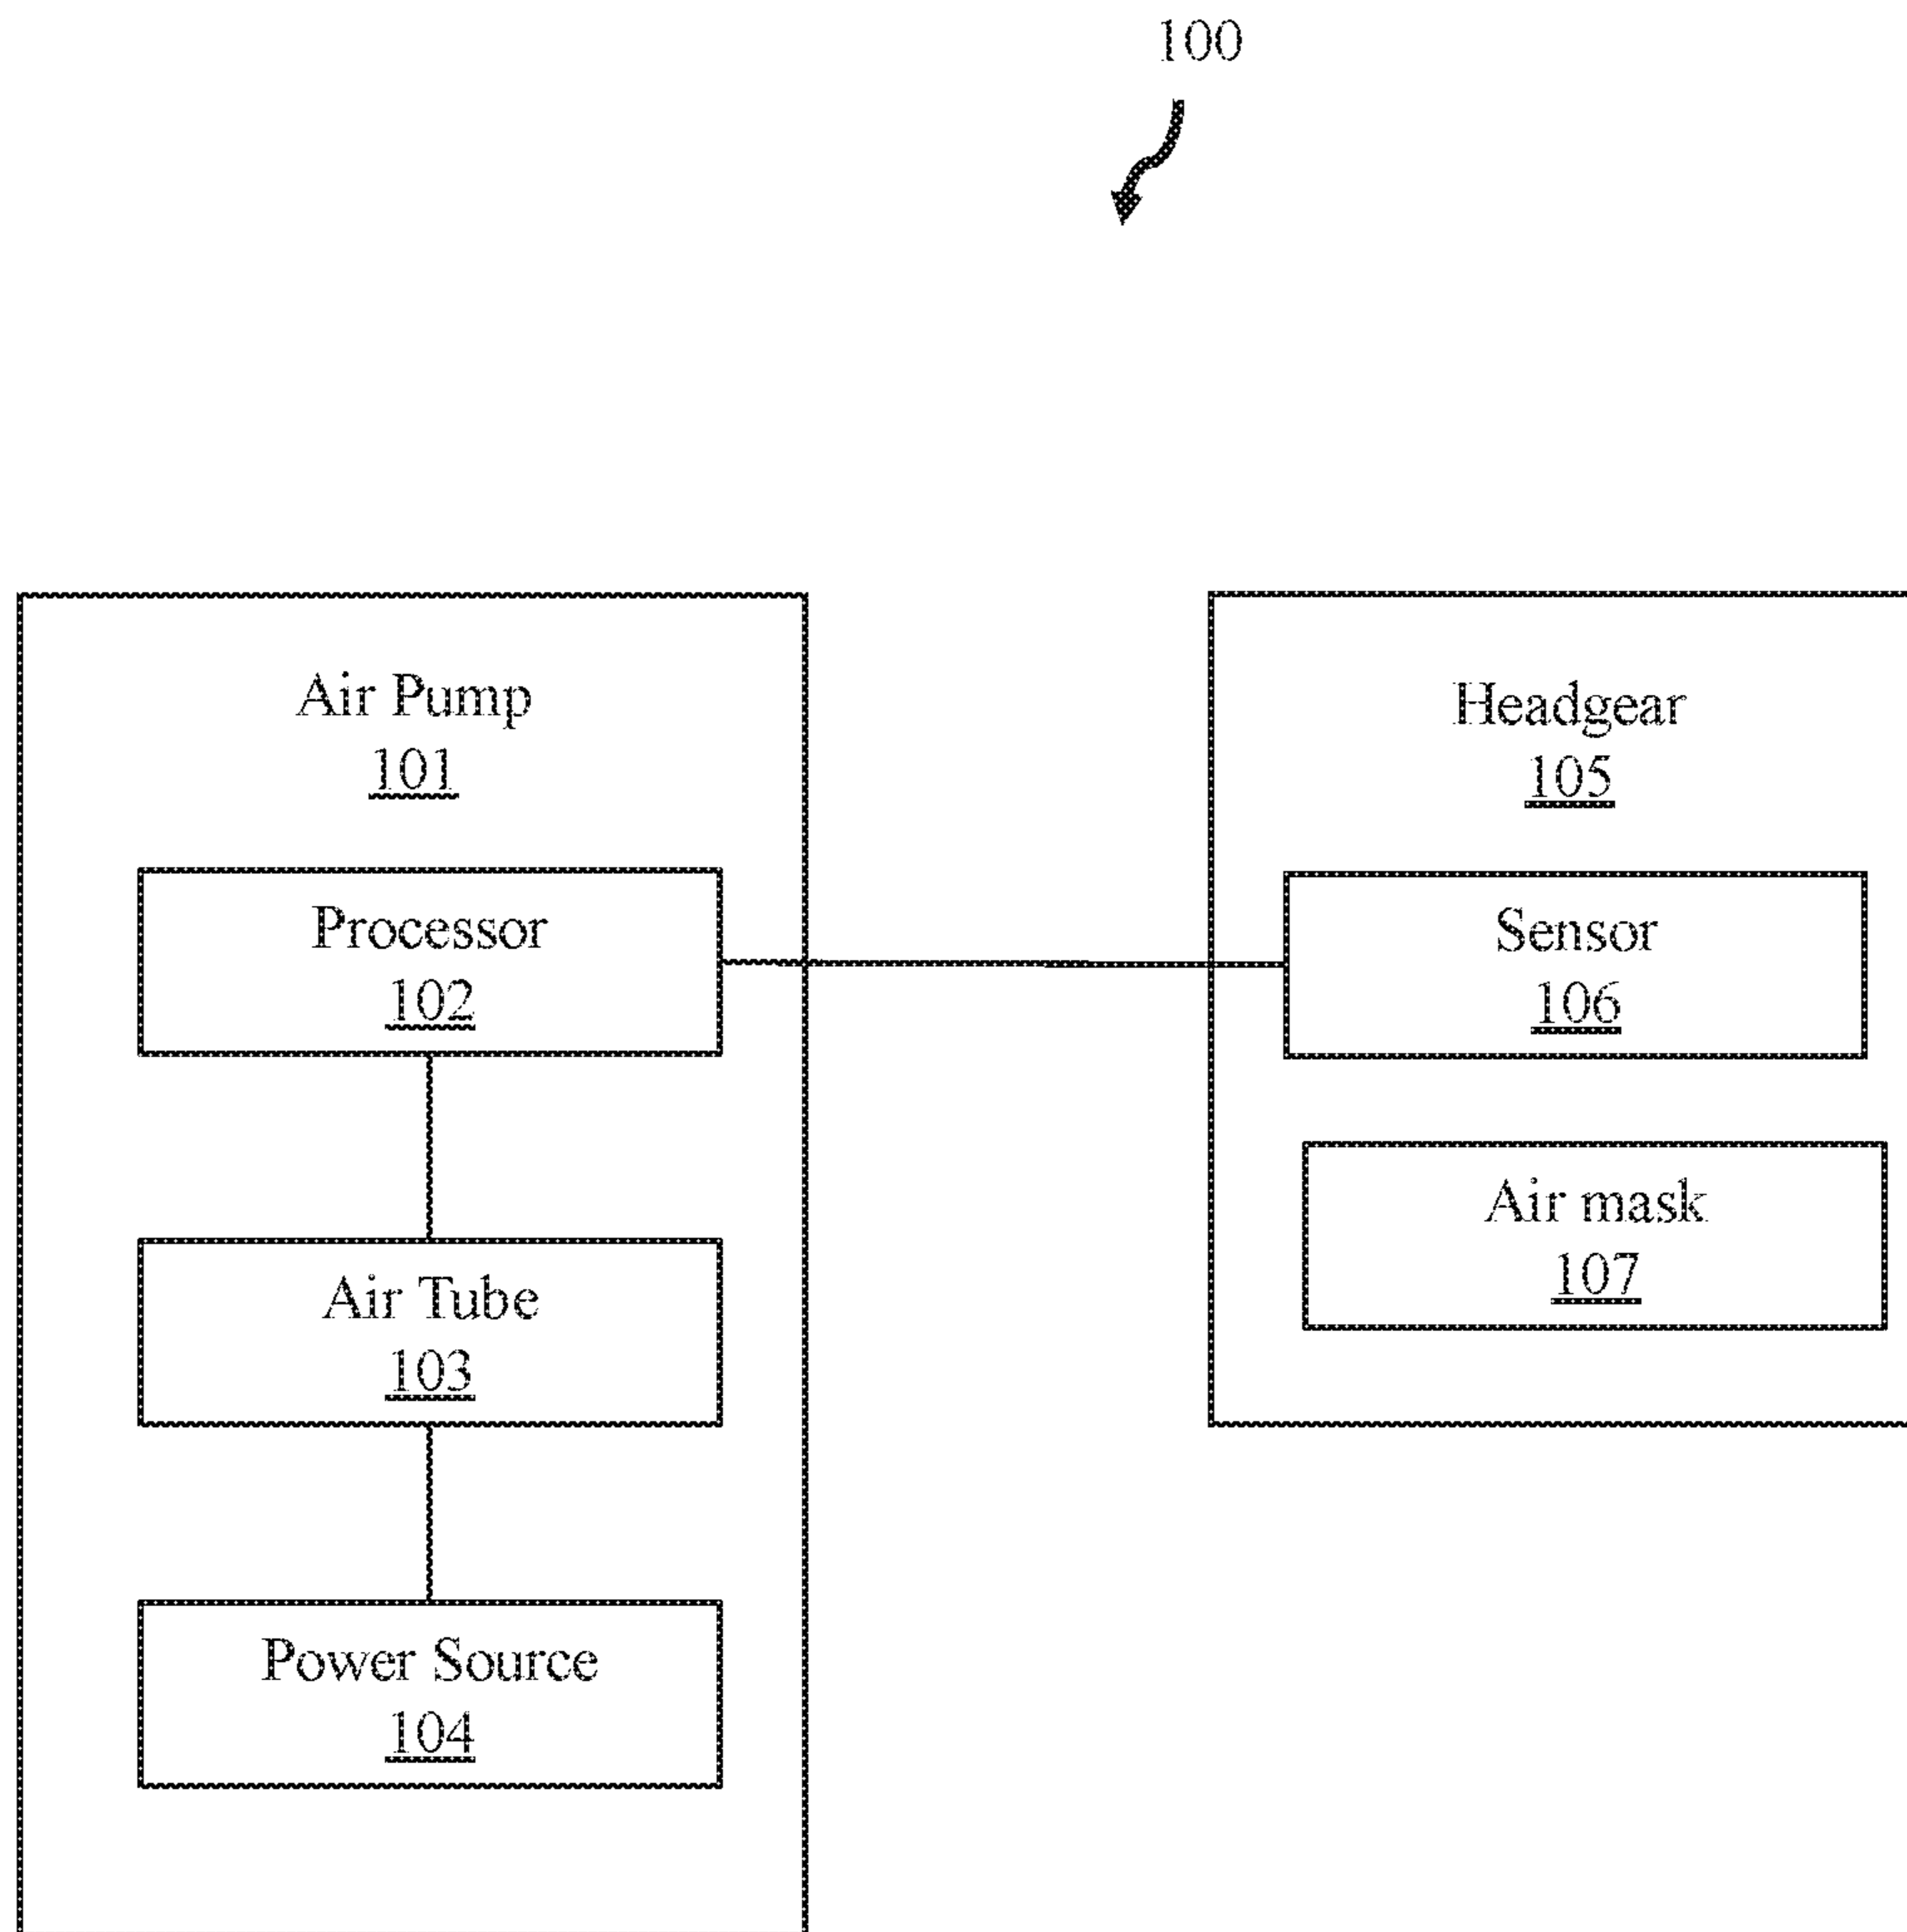 100
Air Pump
101
Processor
102
Air Tube
103
Power Source
104
Headgear
105
Sensor
106
Air mask
107